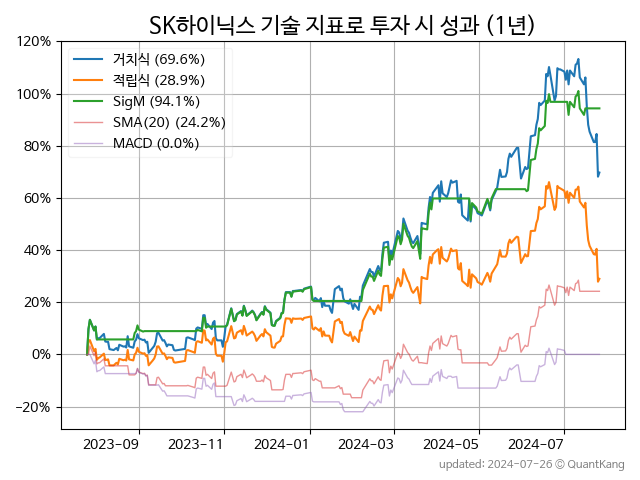 SK하이닉스 기술 지표로 투자 시 성과 (1년)
120%
100%
80%
60%
40%
20%
0%
−20%
거치식 (69.6%)
적립식 (28.9%)
SigM (94.1%)
SMA(20) (24.2%)
MACD (0.0%)
2023-09 2023-11 2024-01 2024-03 2024-05 2024-07
updated: 2024-07-26 © QuantKang